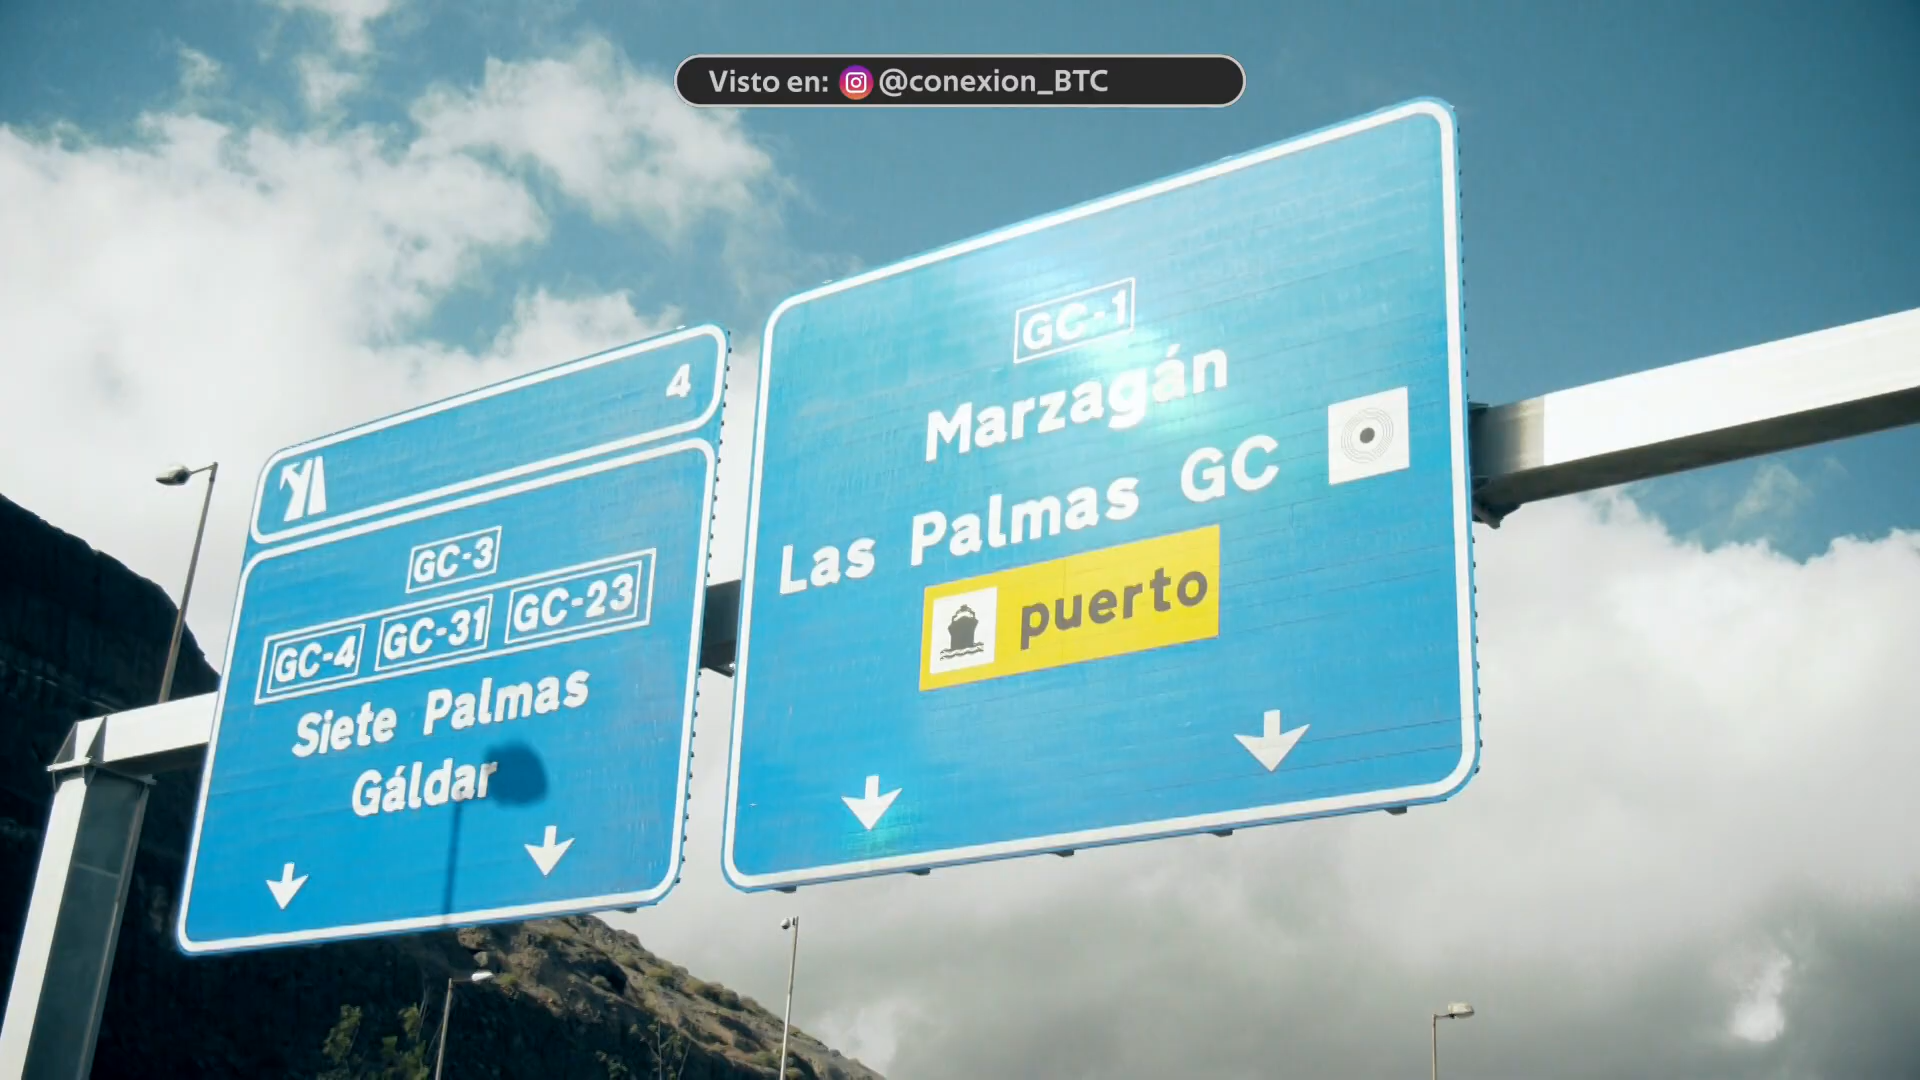 Visto en: @conexion_BTC
4
GC-3
GC-4 GC-31 GC-23
Siete Palmas
Gáldar
GC-1
Marzagán
Las Palmas GC
puerto